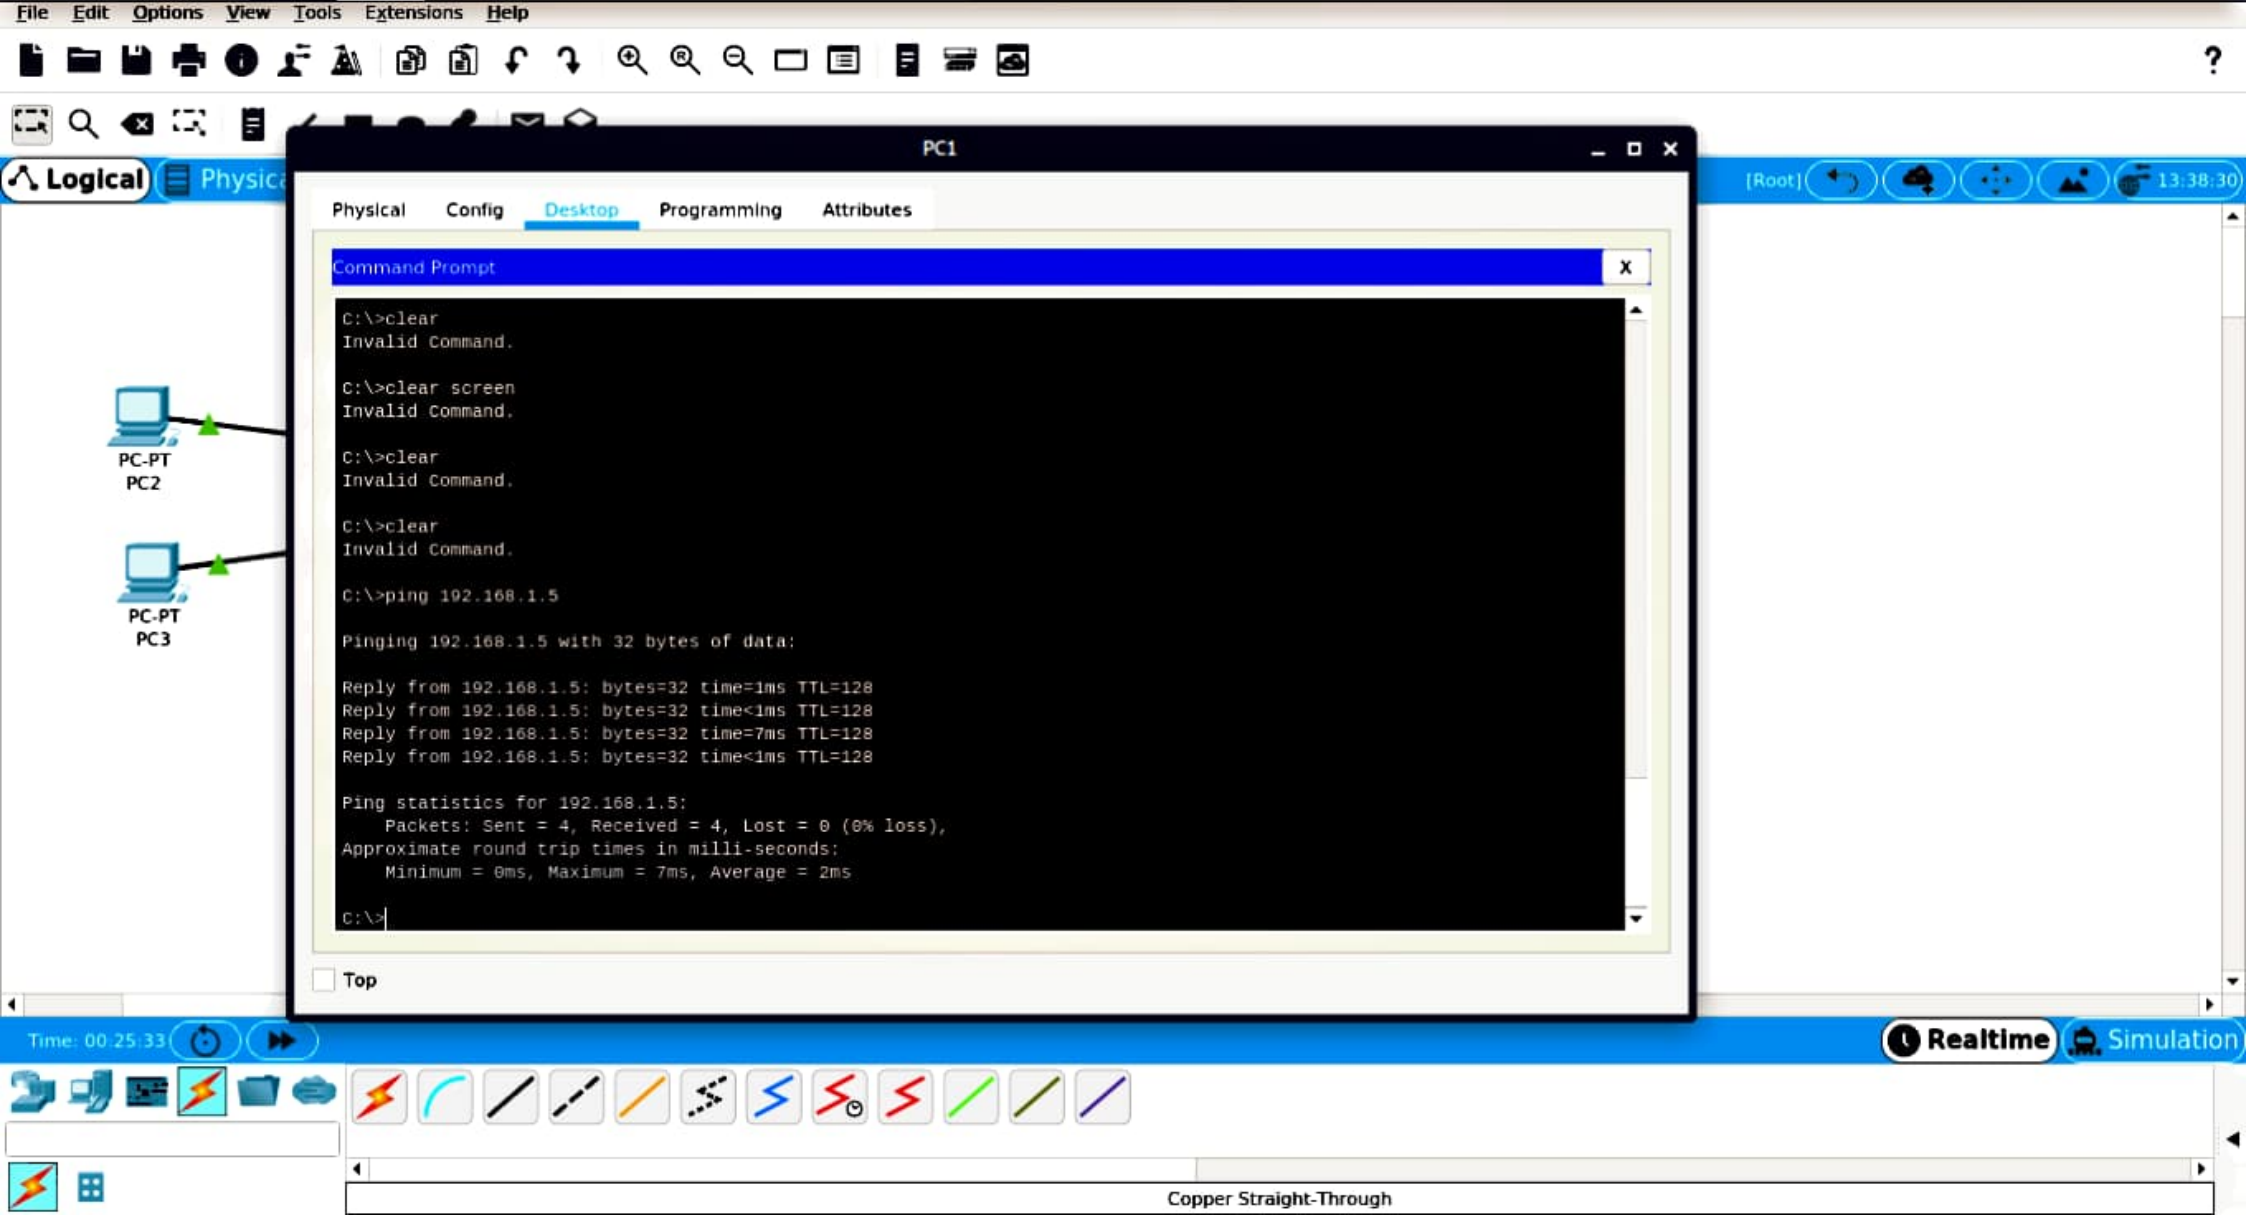 File Edit Options View Tools Extensions Help
?
Logical Physica
[Root] 13:38:30
PC1
Physical Config Desktop Programming Attributes
Command Prompt X
C:\>clear
Invalid Command.
C:\>clear screen
Invalid Command.
C:\>clear
Invalid Command.
C:\>clear
Invalid Command.
C:\>ping 192.168.1.5
Pinging 192.168.1.5 with 32 bytes of data:
Reply from 192.168.1.5: bytes=32 time=1ms TTL=128
Reply from 192.168.1.5: bytes=32 time<1ms TTL=128
Reply from 192.168.1.5: bytes=32 time=7ms TTL=128
Reply from 192.168.1.5: bytes=32 time<1ms TTL=128
Ping statistics for 192.168.1.5:
Packets: Sent = 4, Received = 4, Lost = 0 (0% loss),
Approximate round trip times in milli-seconds:
Minimum = 0ms, Maximum = 7ms, Average = 2ms
C:\>
Top
PC-PT
PC2
PC-PT
PC3
Time: 00:25:33
Realtime Simulation
Copper Straight-Through